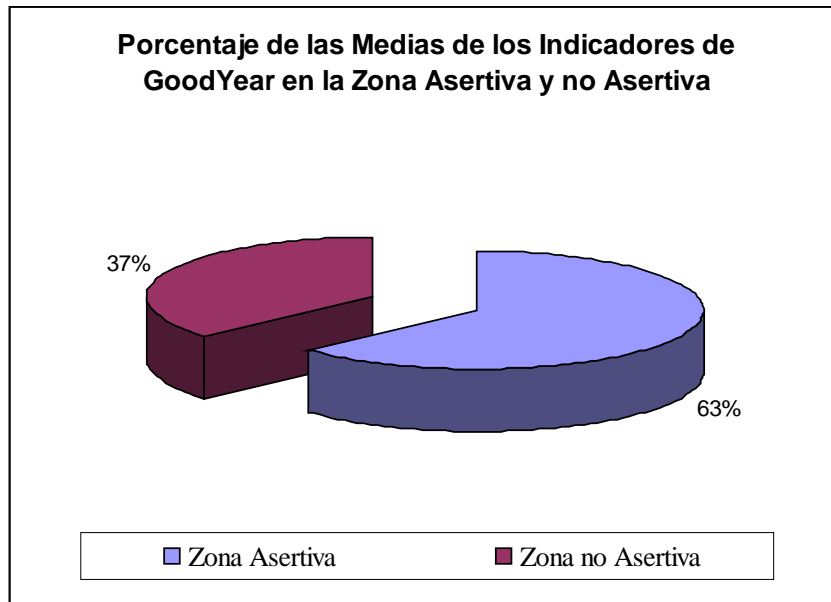 Porcentaje de las Medias de los Indicadores de
GoodYear en la Zona Asertiva y no Asertiva
37%
63%
Zona Asertiva
Zona no Asertiva